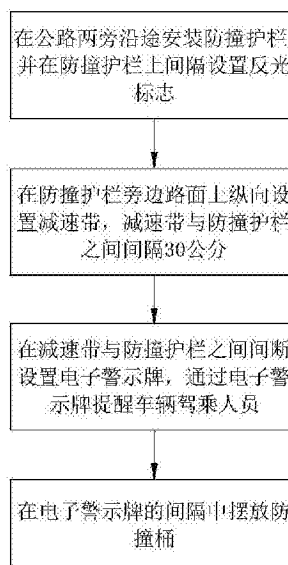 在公路两旁沿途安装防撞护栏
并在防撞护栏上间隔设置反光
标志
在防撞护栏旁边路面上纵向设
置减速带，减速带与防撞护栏
之间间隔30公分
在减速带与防撞护栏之间间断
设置电子警示牌，通过电子警
示牌提醒车辆驾乘人员
在电子警示牌的间隔中摆放防
撞桶